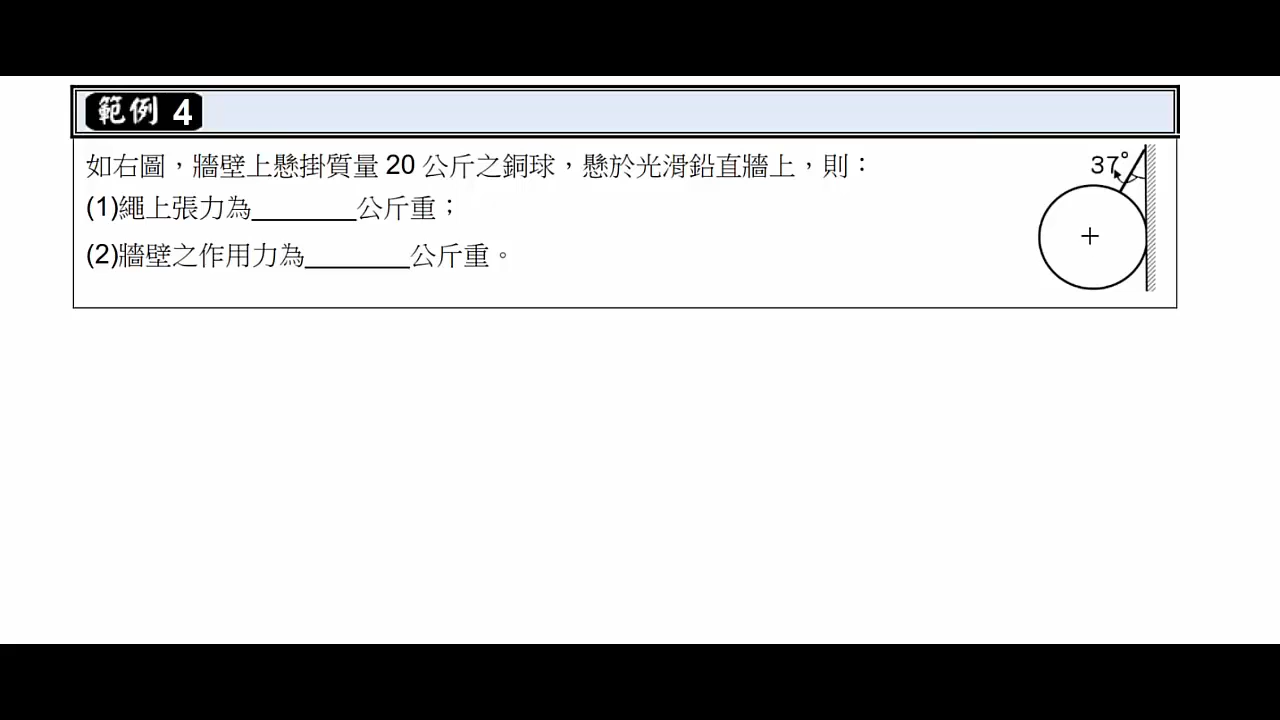 範例 4
如右圖，牆壁上懸掛質量 20 公斤之銅球，懸於光滑鉛直牆上，則：
(1)繩上張力為________公斤重；
(2)牆壁之作用力為________公斤重。
37°